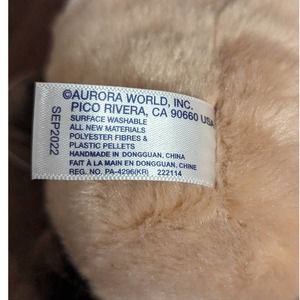 ©AURORA WORLD, INC.
PICO RIVERA, CA 90660 USA
SURFACE WASHABLE
ALL NEW MATERIALS
POLYESTER FIBRES &
PLASTIC PELLETS
HANDMADE IN DONGGUAN, CHINA
FAIT À LA MAIN EN DONGGUAN, CHINE
REG. NO. PA-4296(KR) 222114
SEP2022